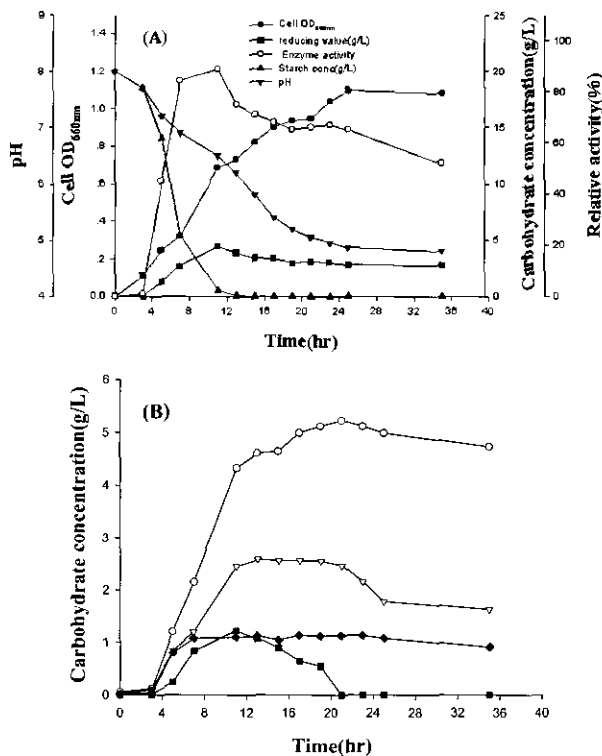 (A)
Cell OD660nm
reducing value(g/L)
Enzyme activity
Starch conc(g/L)
pH
pH
9
8
7
6
5
4
Cell OD660nm
1.4
1.2
1.0
0.8
.6
.4
.2
0.0
Carbohydrate concentration(g/L)
25
20
15
10
5
0
Relative activity(%)
100
80
60
40
20
0
0 4 8 12 16 20 24 28 32 36 40
Time(hr)
(B)
Carbohydrate concentration(g/L)
6
5
4
3
2
1
0
0 4 8 12 16 20 24 28 32 36 40
Time(hr)